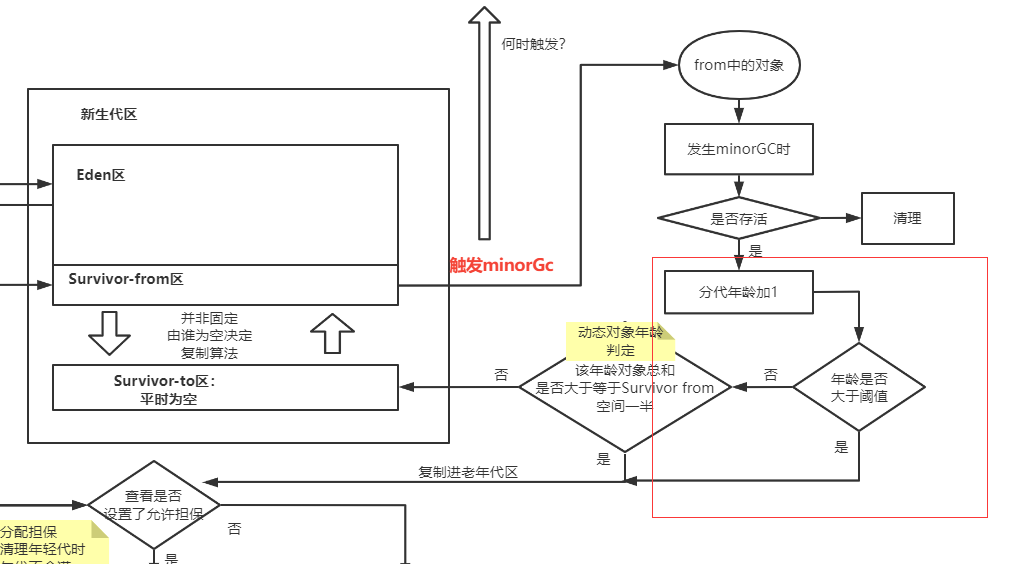 何时触发?
from中的对象
新生代区
发生minorGC时
Eden区
是否存活
清理
是
触发minorGc
Survivor-from区
分代年龄加1
并非固定
由谁为空决定
复制算法
动态对象年龄
判定
该年龄对象总和
是否大于等于Survivor from
空间一半
否
否
年龄是否
大于阈值
Survivor-to区:
平时为空
是
是
复制进老年代区
查看是否
设置了允许担保
否
分配担保
清理年轻代时
是